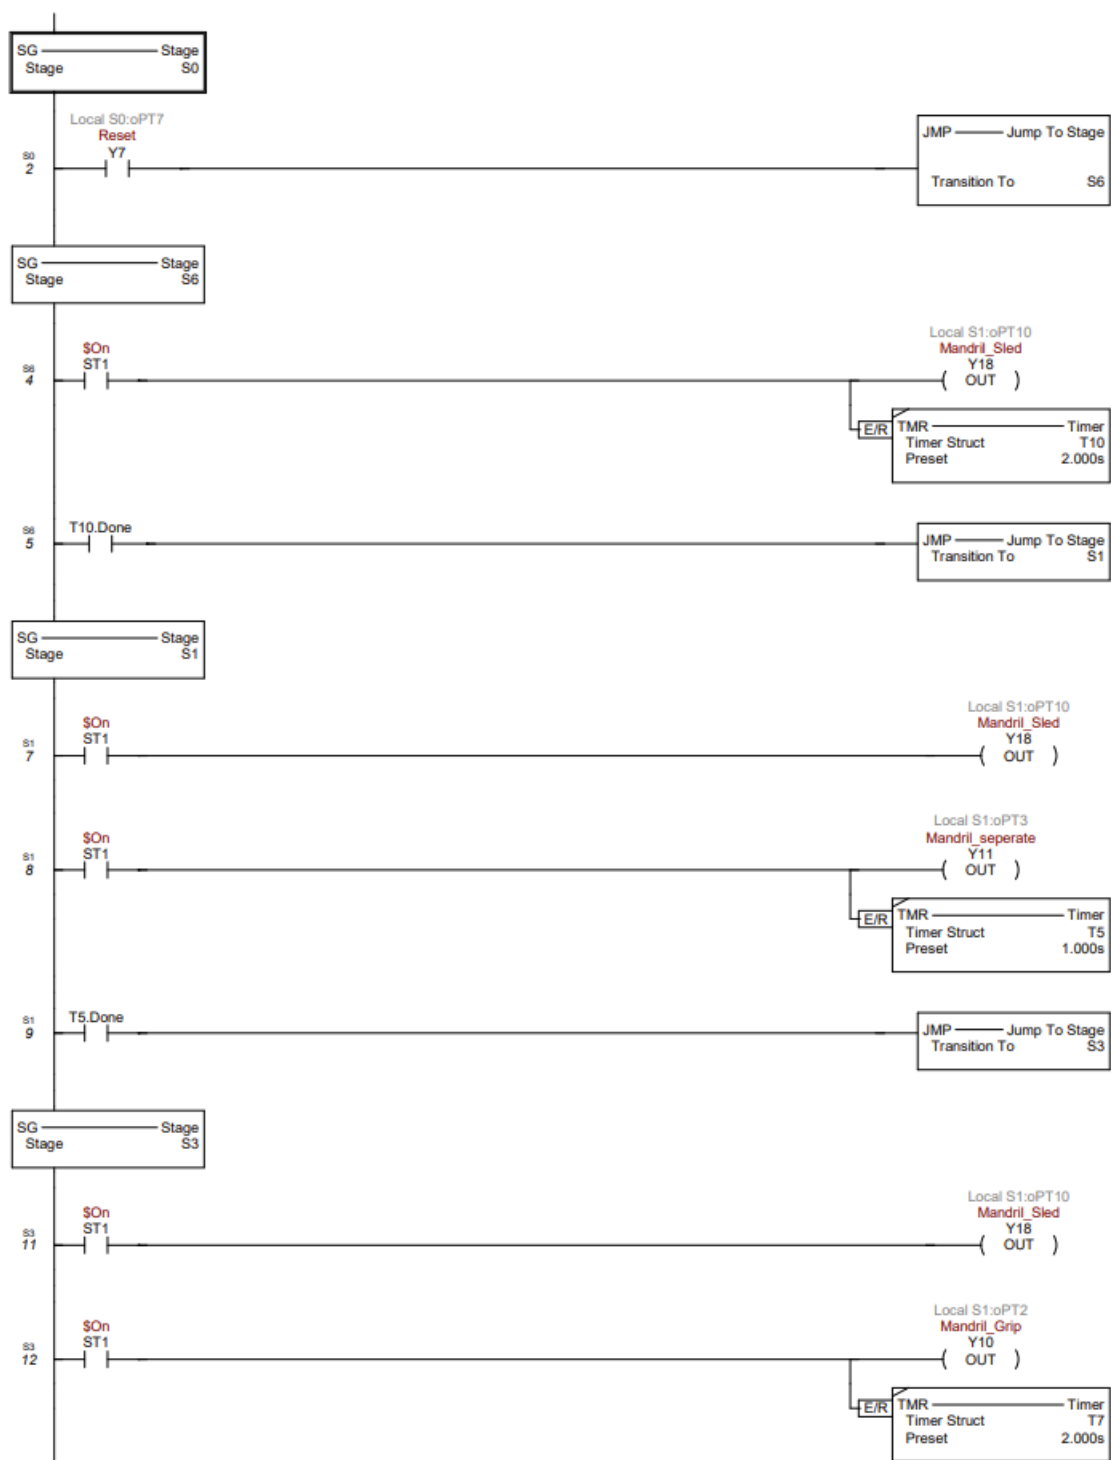 SG Stage
Stage S0
Local S0:oPT7
Reset
Y7
S0
2
JMP Jump To Stage
Transition To S6
SG Stage
Stage S6
$On
ST1
S6
4
Local S1:oPT10
Mandril_Sled
Y18
OUT
E/R TMR Timer
Timer Struct T10
Preset 2.000s
T10.Done
S6
5
JMP Jump To Stage
Transition To S1
SG Stage
Stage S1
$On
ST1
S1
7
Local S1:oPT10
Mandril_Sled
Y18
OUT
$On
ST1
S1
8
Local S1:oPT3
Mandril_seperate
Y11
OUT
E/R TMR Timer
Timer Struct T5
Preset 1.000s
T5.Done
S1
9
JMP Jump To Stage
Transition To S3
SG Stage
Stage S3
$On
ST1
S3
11
Local S1:oPT10
Mandril_Sled
Y18
OUT
$On
ST1
S3
12
Local S1:oPT2
Mandril_Grip
Y10
OUT
E/R TMR Timer
Timer Struct T7
Preset 2.000s